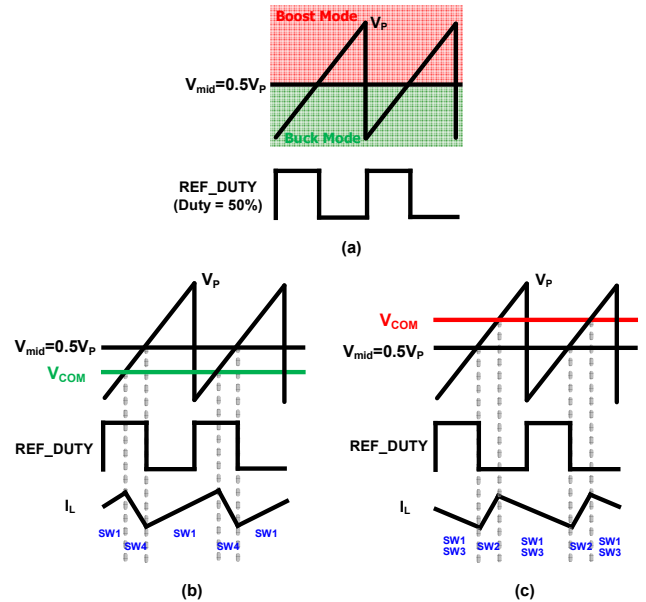 Boost Mode
V_P
V_mid=0.5V_P
Buck Mode
REF_DUTY
(Duty = 50%)
(a)
V_P
V_mid=0.5V_P
V_COM
REF_DUTY
I_L
SW1
SW4
SW1
SW4
SW1
(b)
V_P
V_COM
V_mid=0.5V_P
REF_DUTY
I_L
SW1
SW3
SW2
SW1
SW3
SW2
SW1
SW3
(c)